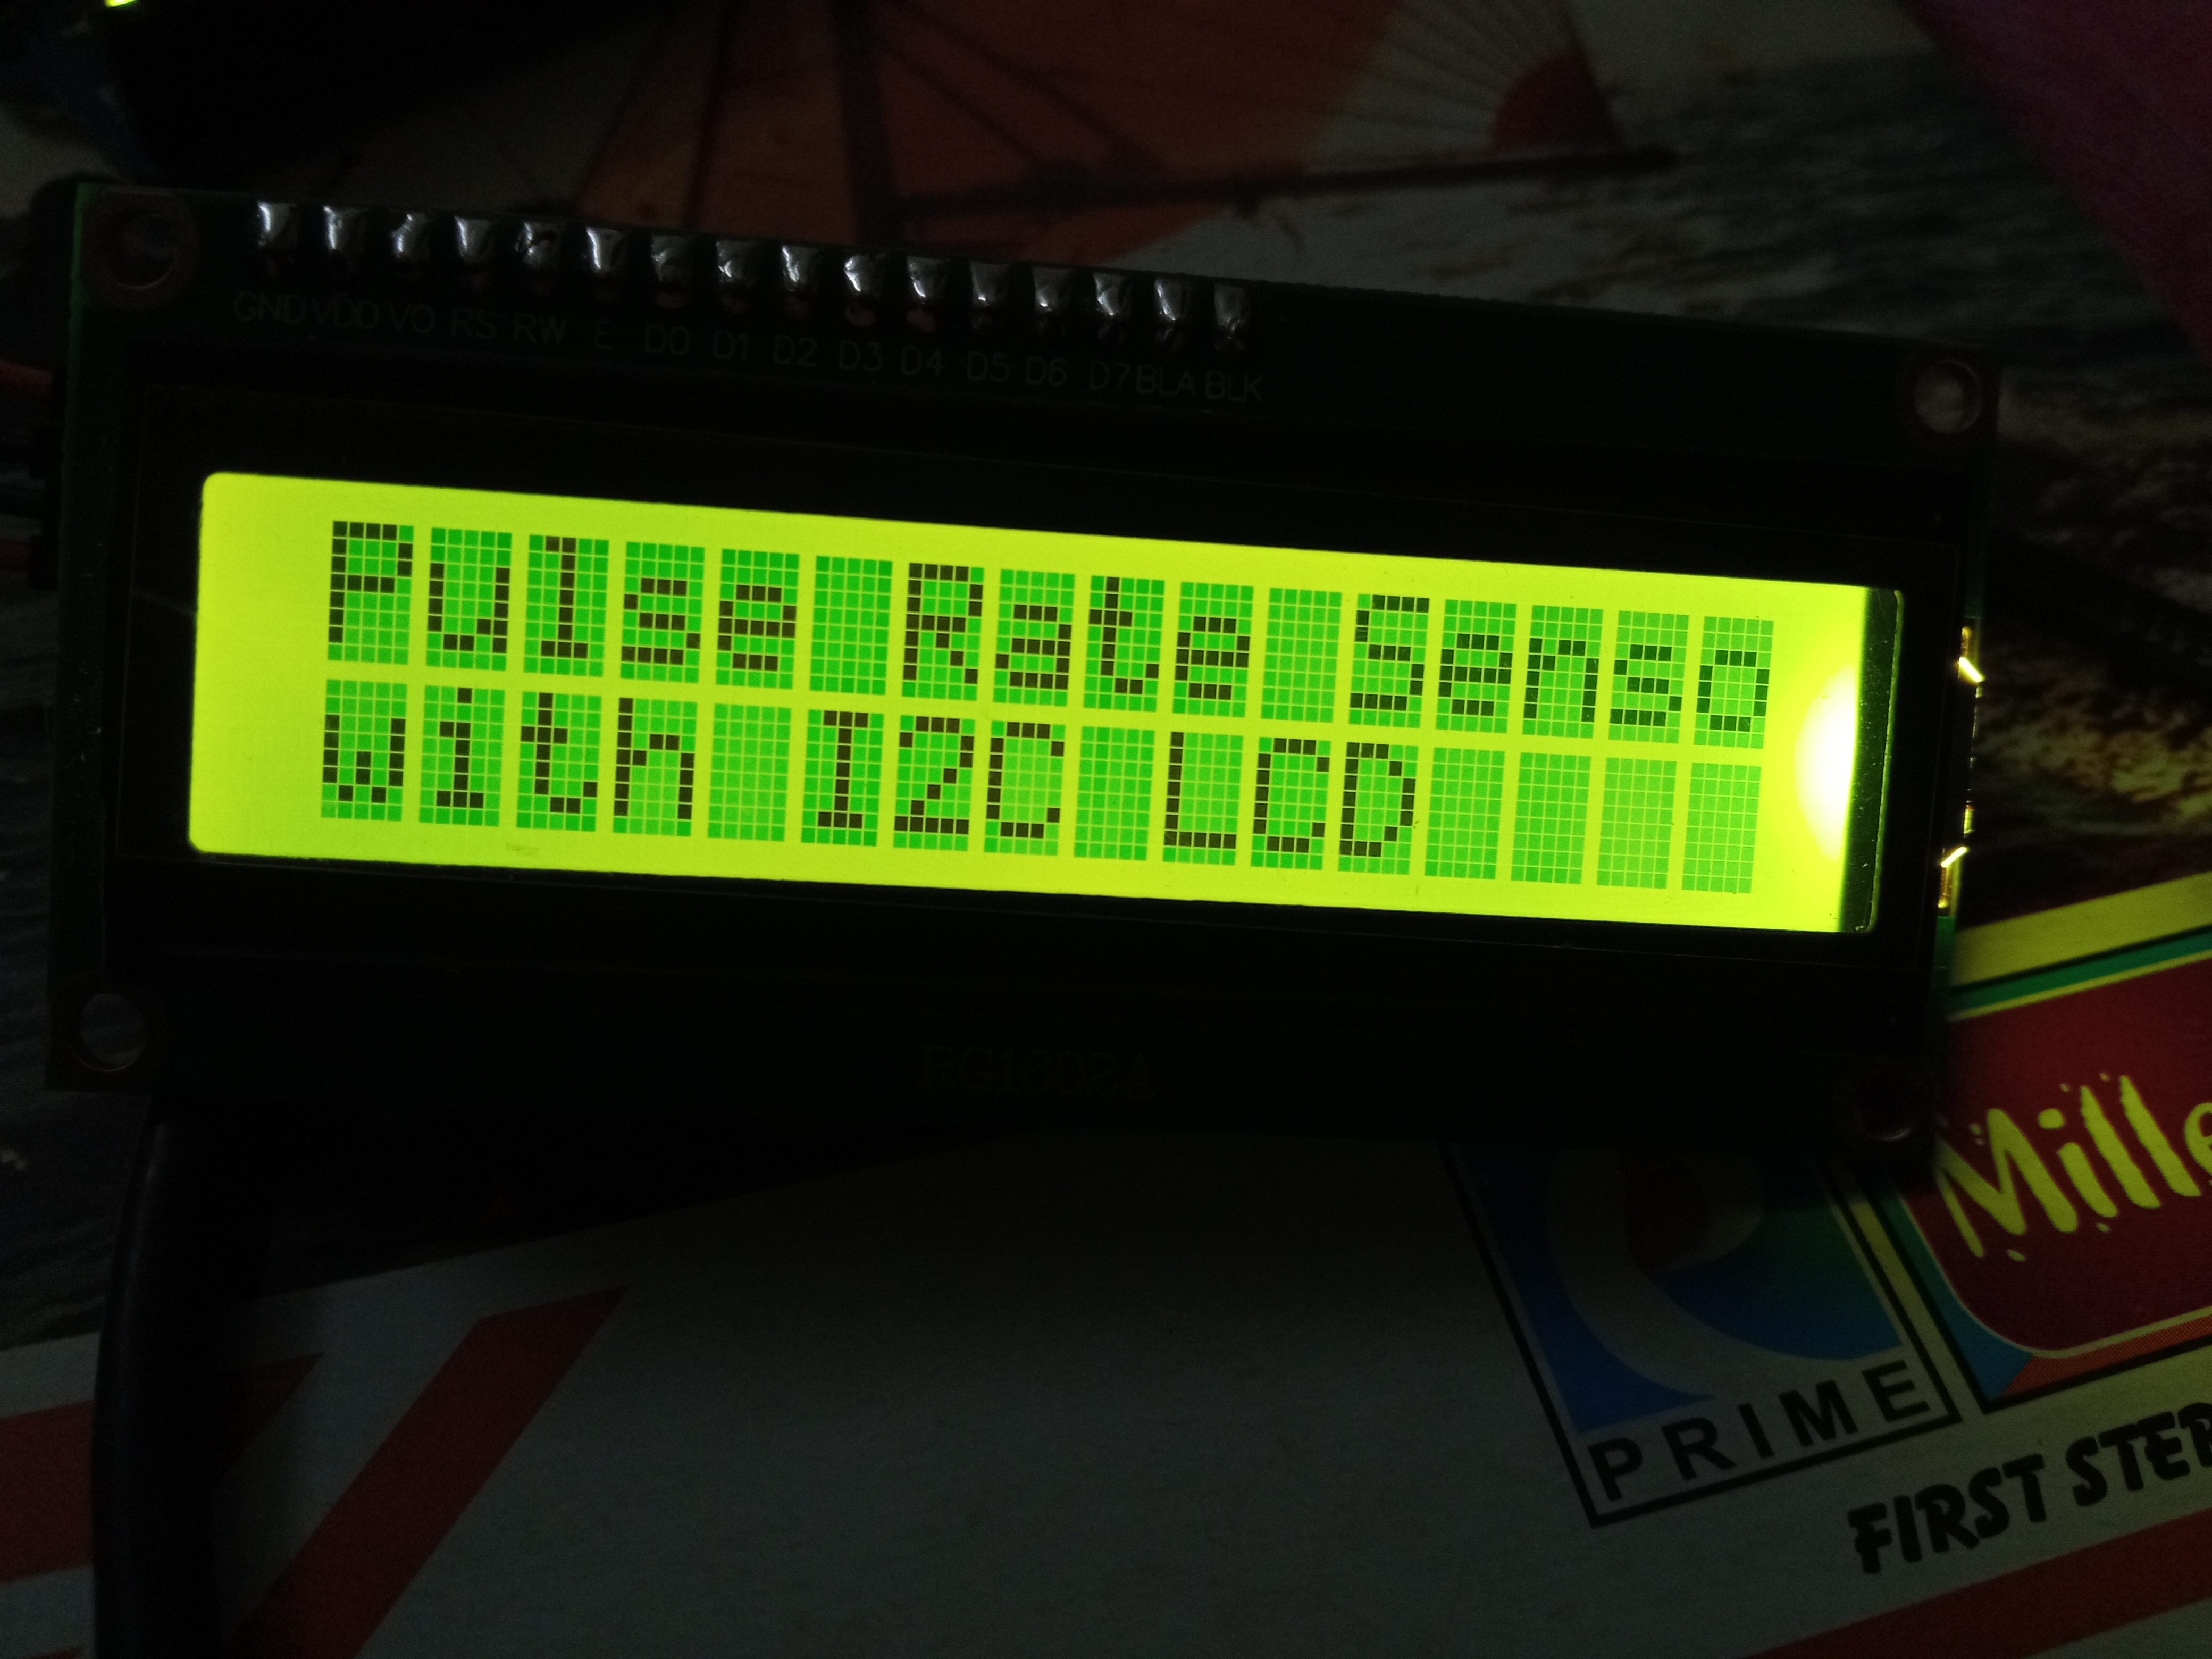 GND VDD VO RS RW E D0 D1 D2 D3 D4 D5 D6 D7 BLA BLK
Pulse Rate Senso
with I2C LCD
RG1602A
Mille
PRIME
FIRST STEP